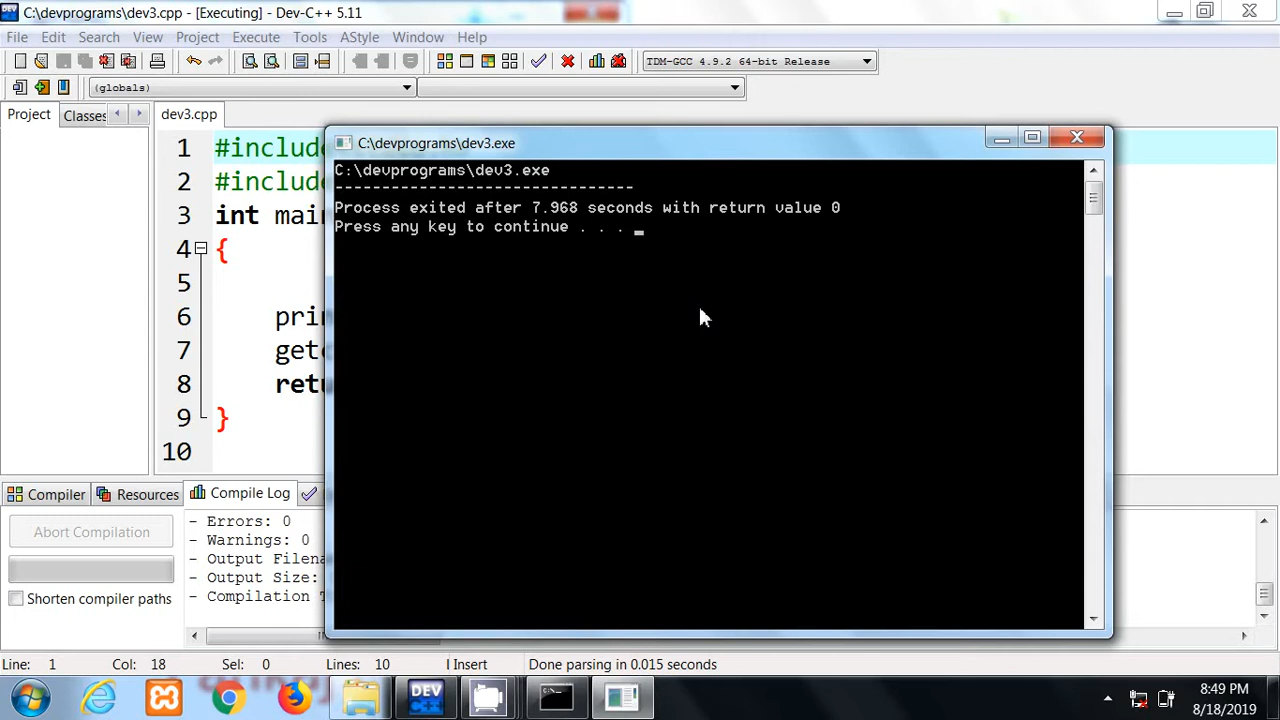 C:\devprograms\dev3.cpp - [Executing] - Dev-C++ 5.11
File Edit Search View Project Execute Tools AStyle Window Help
TDM-GCC 4.9.2 64-bit Release
(globals)
Project Classes dev3.cpp
C:\devprograms\dev3.exe
C:\devprograms\dev3.exe
--------------------------------
Process exited after 7.968 seconds with return value 0
Press any key to continue . . . _
1 #include
2 #include
3 int main
4 {
5
6 prin
7 getc
8 retu
9 }
10
Compiler Resources Compile Log
Abort Compilation
Shorten compiler paths
- Errors: 0
- Warnings: 0
- Output Filena
- Output Size:
- Compilation T
Line: 1 Col: 18 Sel: 0 Lines: 10 Insert Done parsing in 0.015 seconds
DEV C++
8:49 PM
8/18/2019